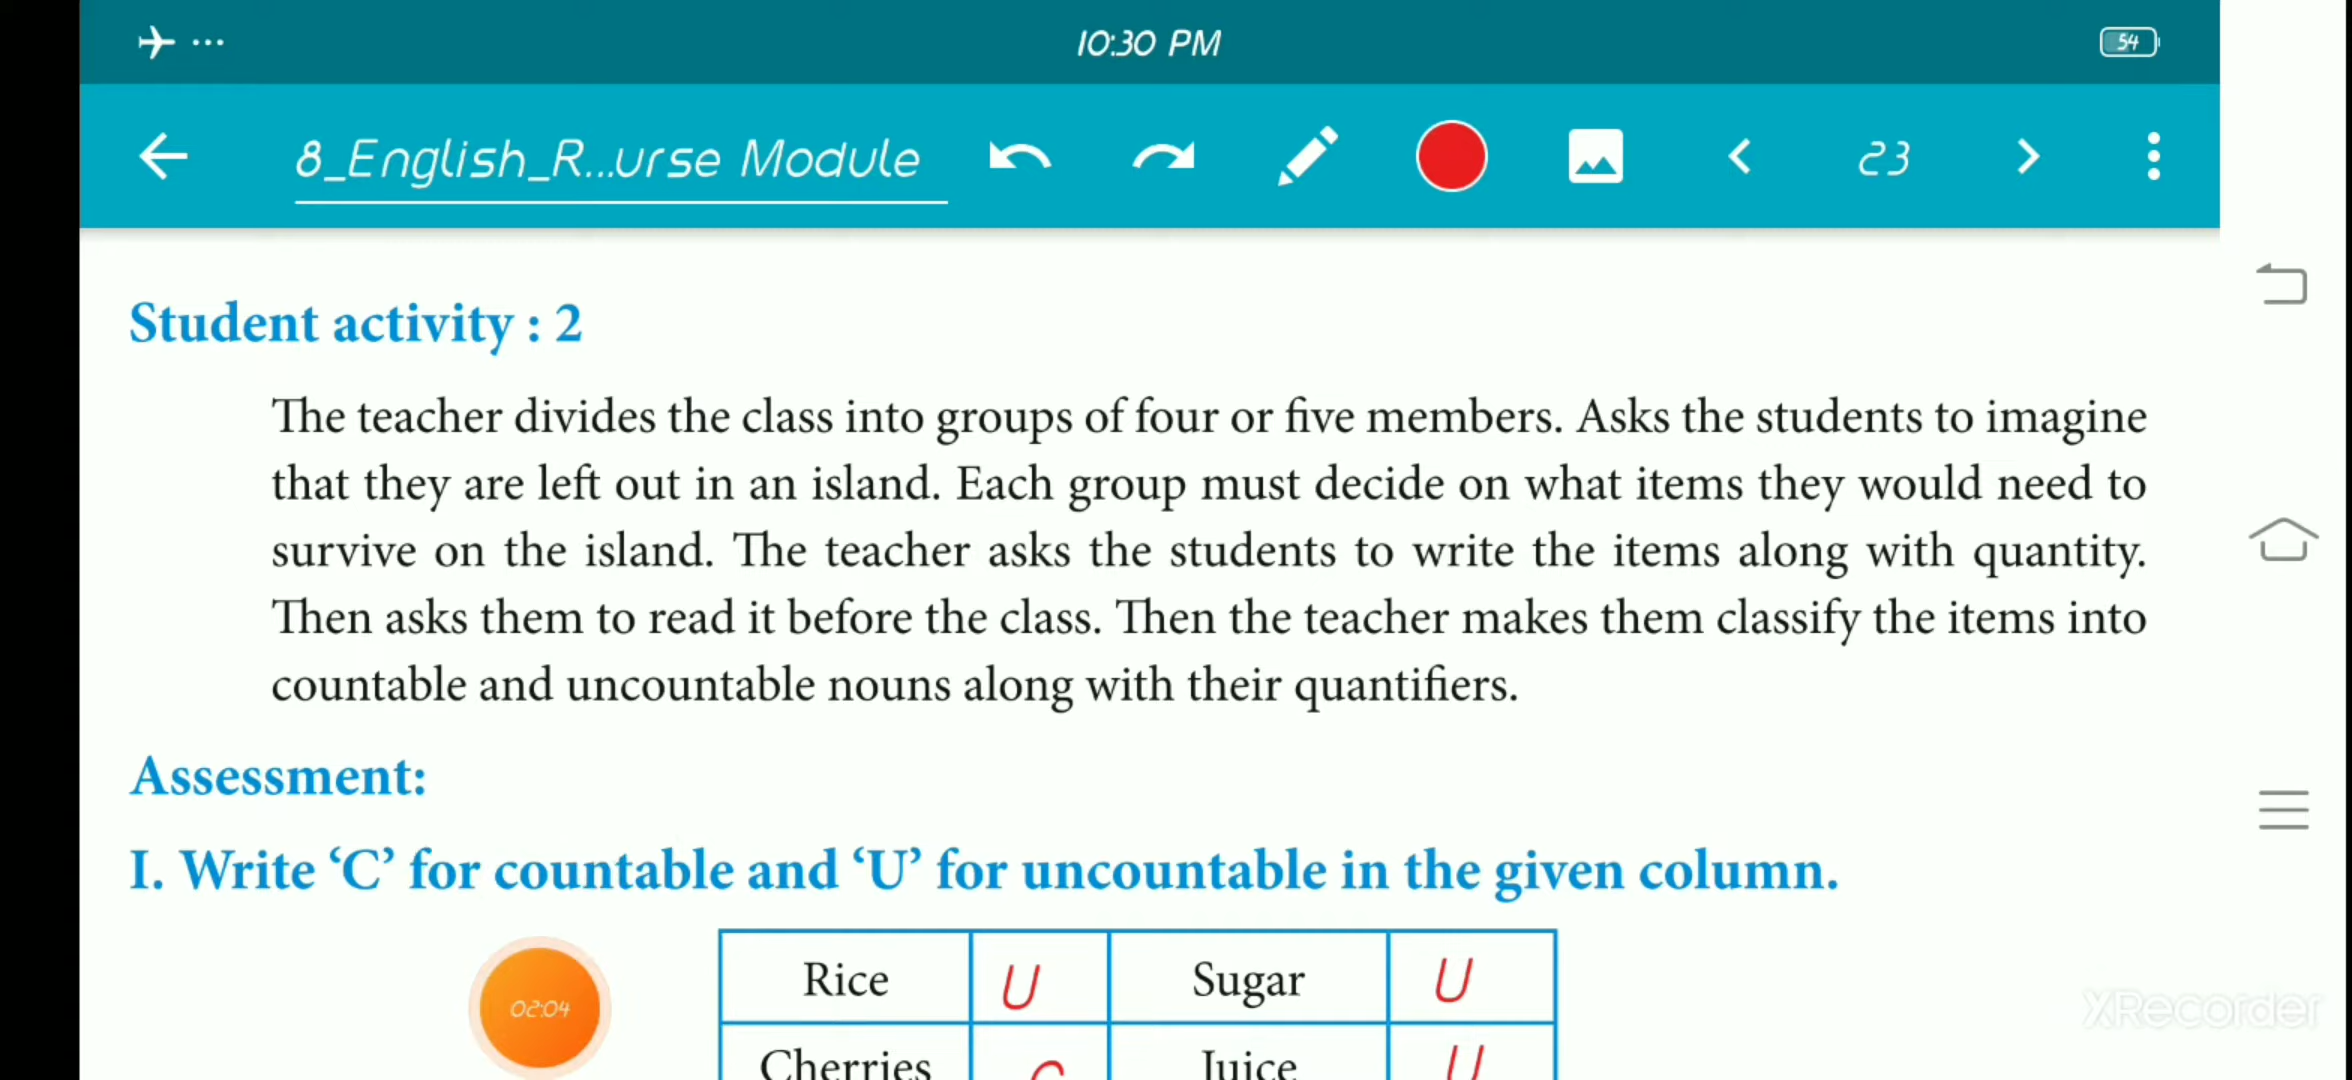 10:30 PM
54
8_English_R...urse Module
23
Student activity : 2
The teacher divides the class into groups of four or five members. Asks the students to imagine
that they are left out in an island. Each group must decide on what items they would need to
survive on the island. The teacher asks the students to write the items along with quantity.
Then asks them to read it before the class. Then the teacher makes them classify the items into
countable and uncountable nouns along with their quantifiers.
Assessment:
I. Write ‘C’ for countable and ‘U’ for uncountable in the given column.
Rice U Sugar U
02:04
XRecorder
Cherries C Juice U